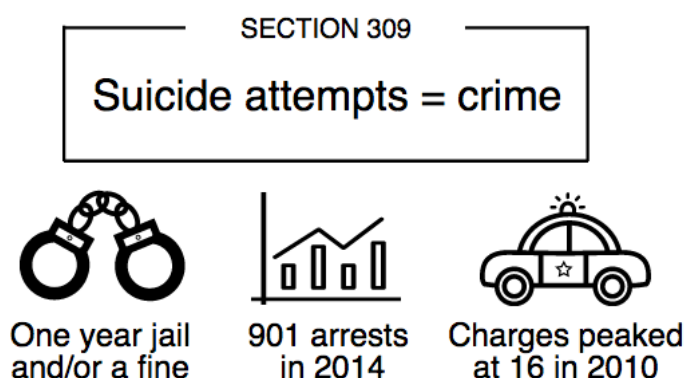 SECTION 309
Suicide attempts = crime
One year jail
and/or a fine
901 arrests
in 2014
Charges peaked
at 16 in 2010